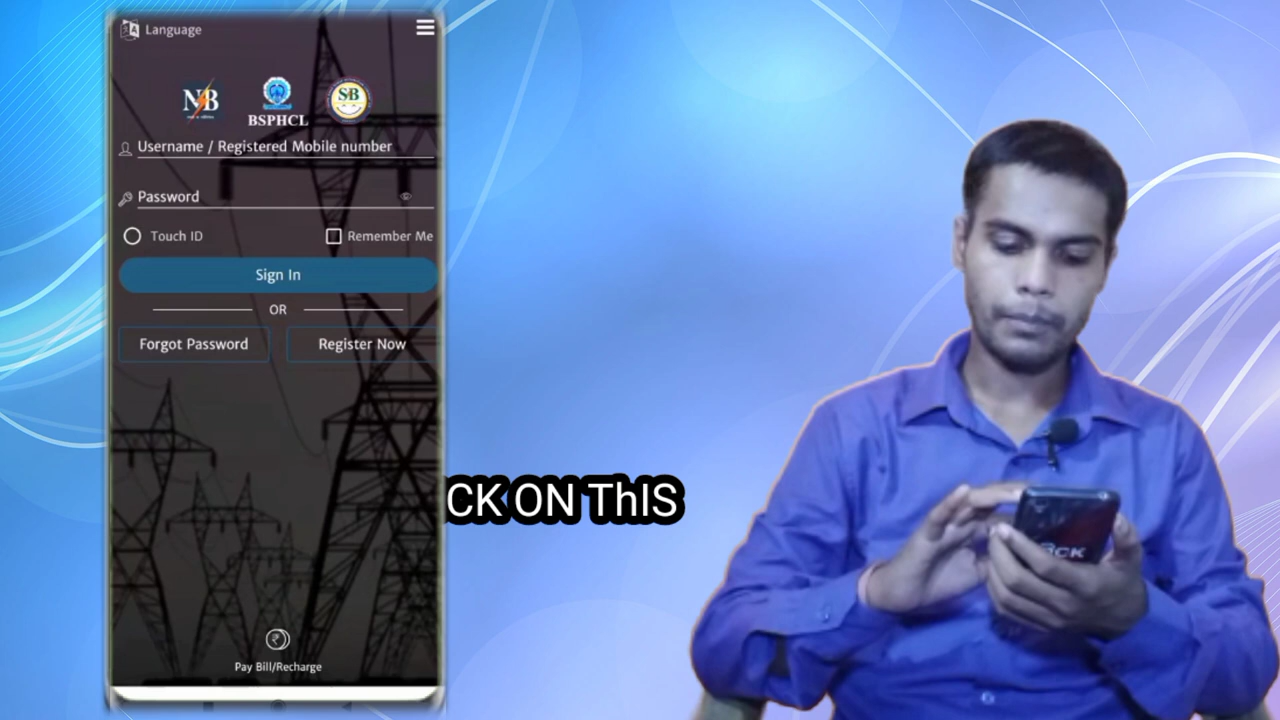 Language
NB
BSPHCL
SB
Username / Registered Mobile number
Password
Touch ID
Remember Me
Sign In
OR
Forgot Password
Register Now
CK ON ThIS
Pay Bill/Recharge